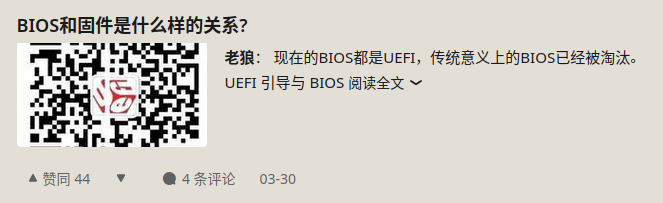 BIOS和固件是什么样的关系?
老狼： 现在的BIOS都是UEFI，传统意义上的BIOS已经被淘汰。
UEFI 引导与 BIOS 阅读全文
赞同 44 4 条评论 03-30